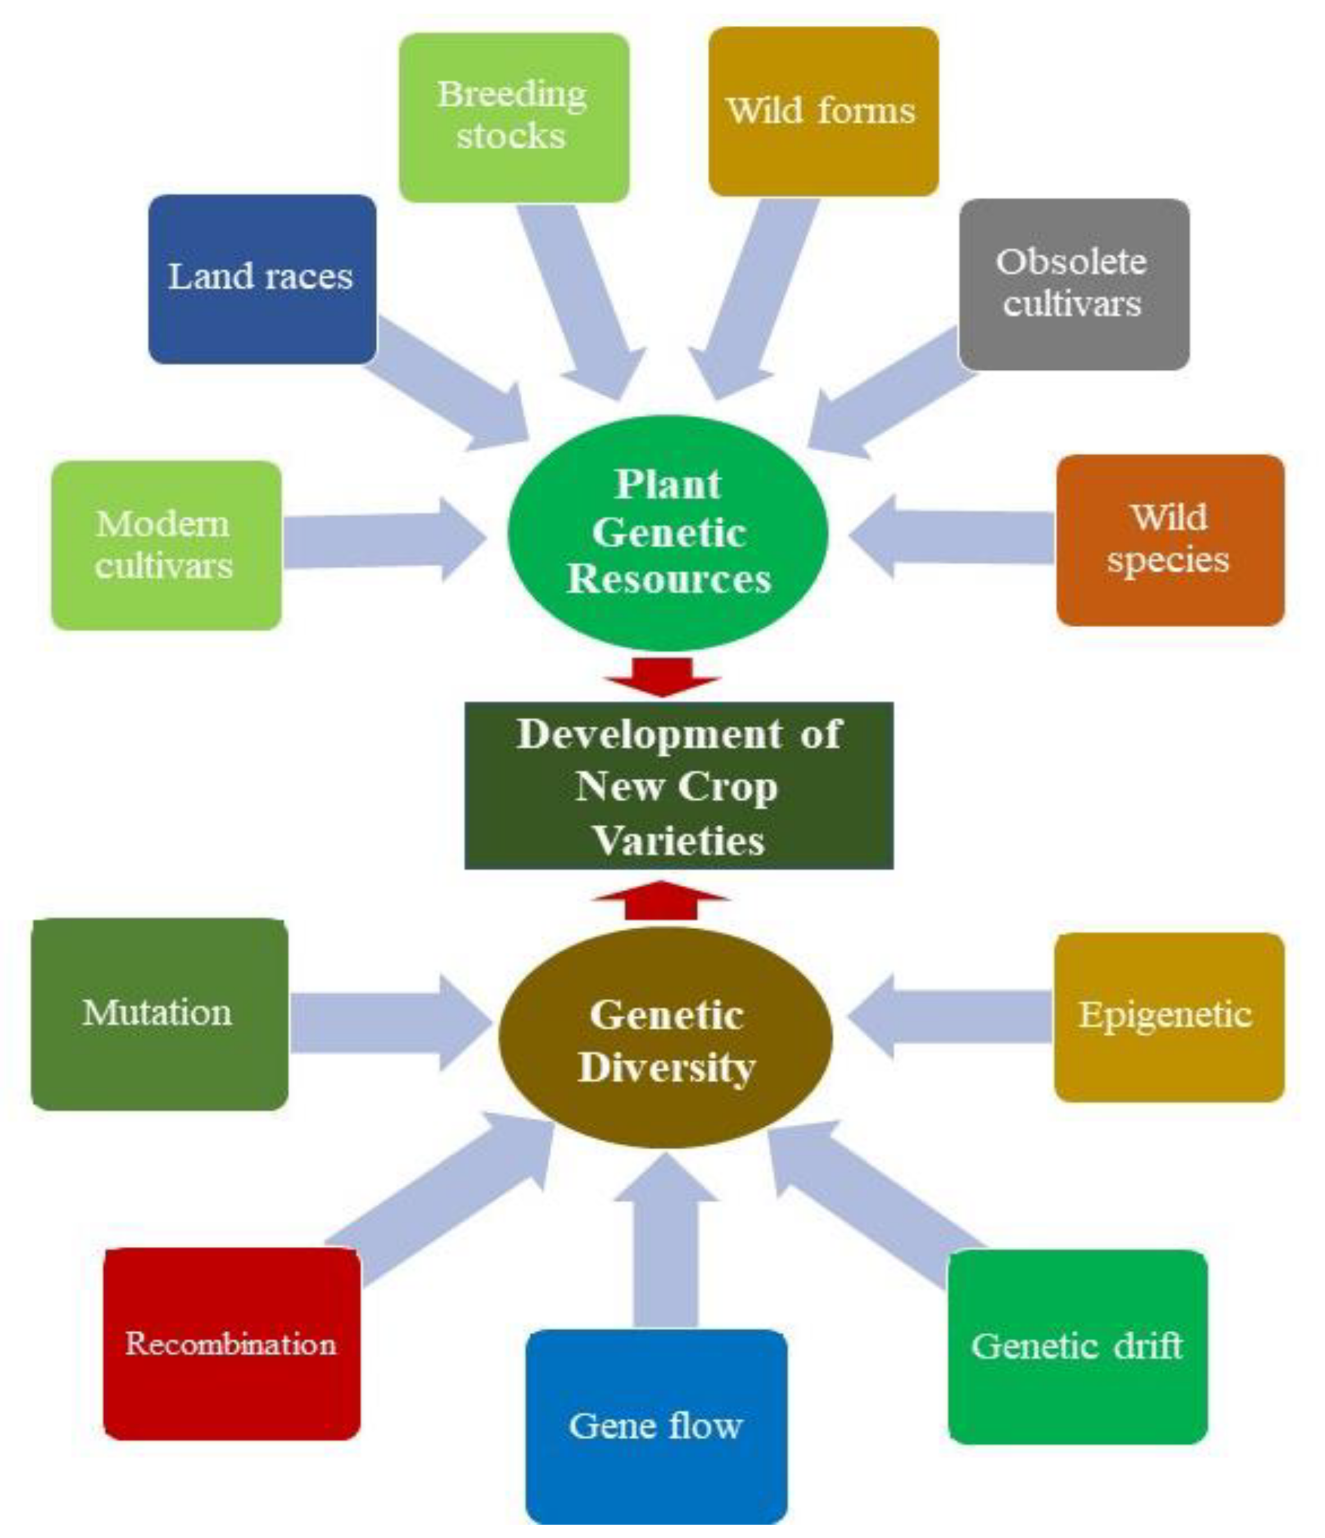 Breeding
stocks
Wild forms
Land races
Obsolete
cultivars
Modern
cultivars
Plant
Genetic
Resources
Wild
species
Development of
New Crop
Varieties
Mutation
Genetic
Diversity
Epigenetic
Recombination
Gene flow
Genetic drift